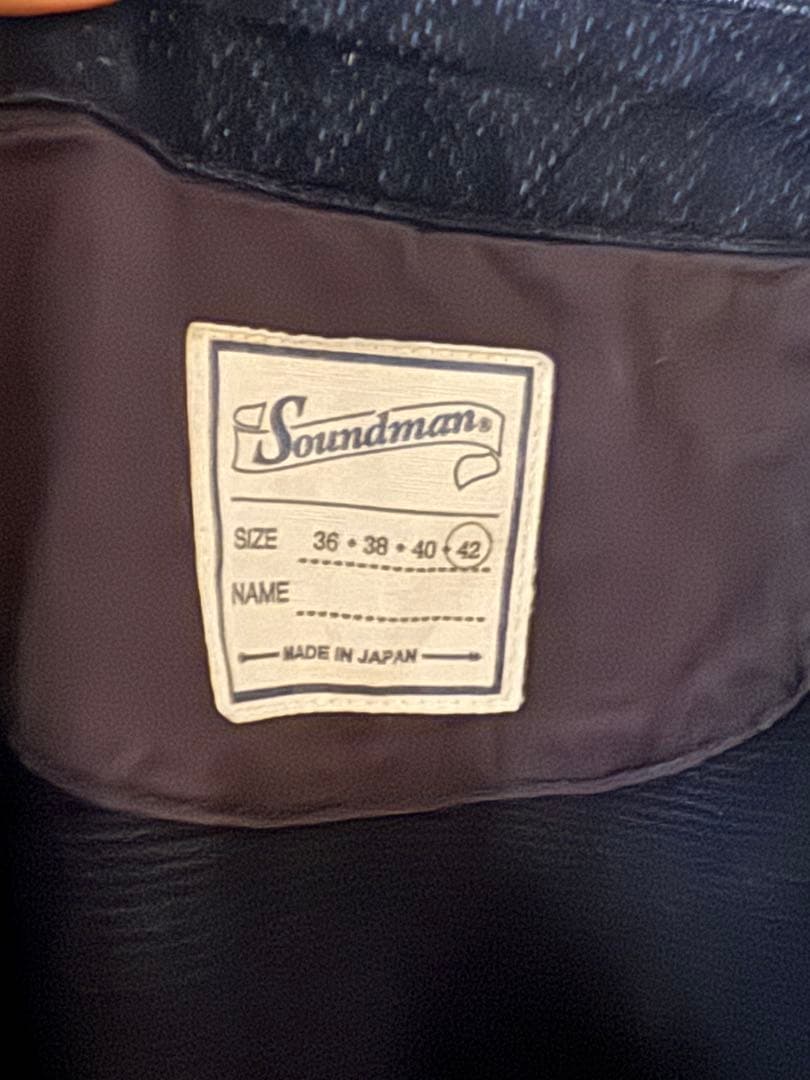 Soundman®
SIZE 36 • 38 • 40 • 42
NAME
MADE IN JAPAN